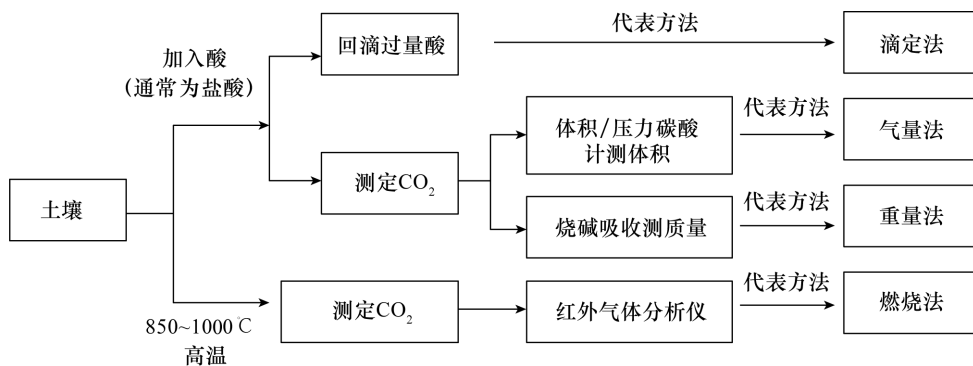 代表方法
回滴过量酸
滴定法
加入酸
(通常为盐酸)
代表方法
体积/压力碳酸
计测体积
气量法
测定CO₂
土壤
代表方法
烧碱吸收测质量
重量法
代表方法
测定CO₂
红外气体分析仪
燃烧法
850~1000℃
高温